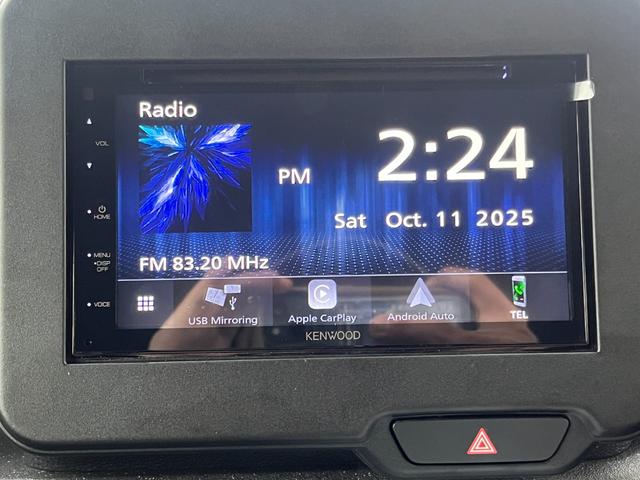 Radio
VOL
PM 2:24
HOME
Sat Oct. 11 2025
MENU
•DISP
OFF
FM 83.20 MHz
VOICE
USB Mirroring
Apple CarPlay
Android Auto
TEL
KENWOOD